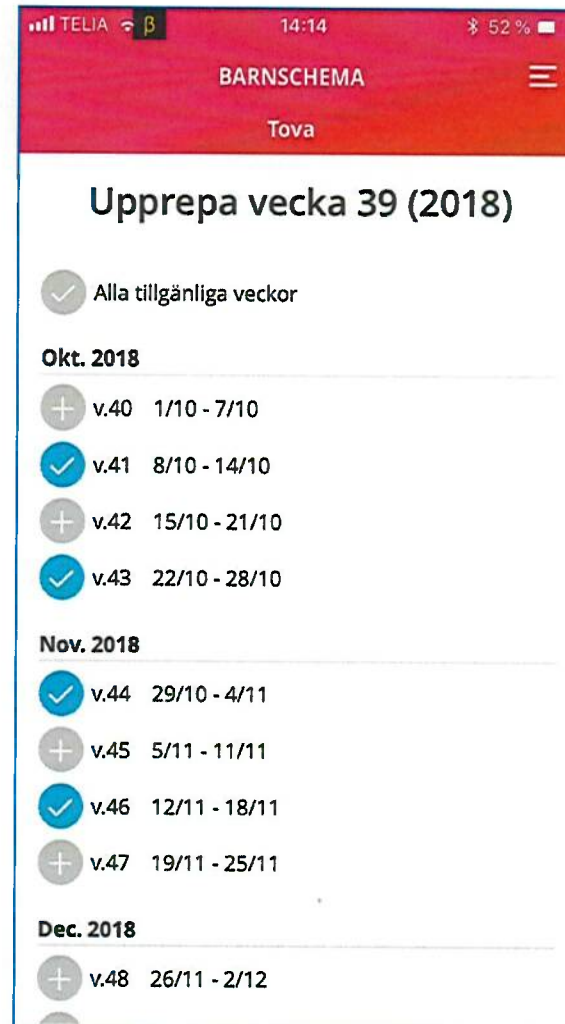 TELIA β 14:14 52 %
BARNSCHEMA
Tova
Upprepa vecka 39 (2018)
Alla tillgänliga veckor
Okt. 2018
v.40 1/10 - 7/10
v.41 8/10 - 14/10
v.42 15/10 - 21/10
v.43 22/10 - 28/10
Nov. 2018
v.44 29/10 - 4/11
v.45 5/11 - 11/11
v.46 12/11 - 18/11
v.47 19/11 - 25/11
Dec. 2018
v.48 26/11 - 2/12